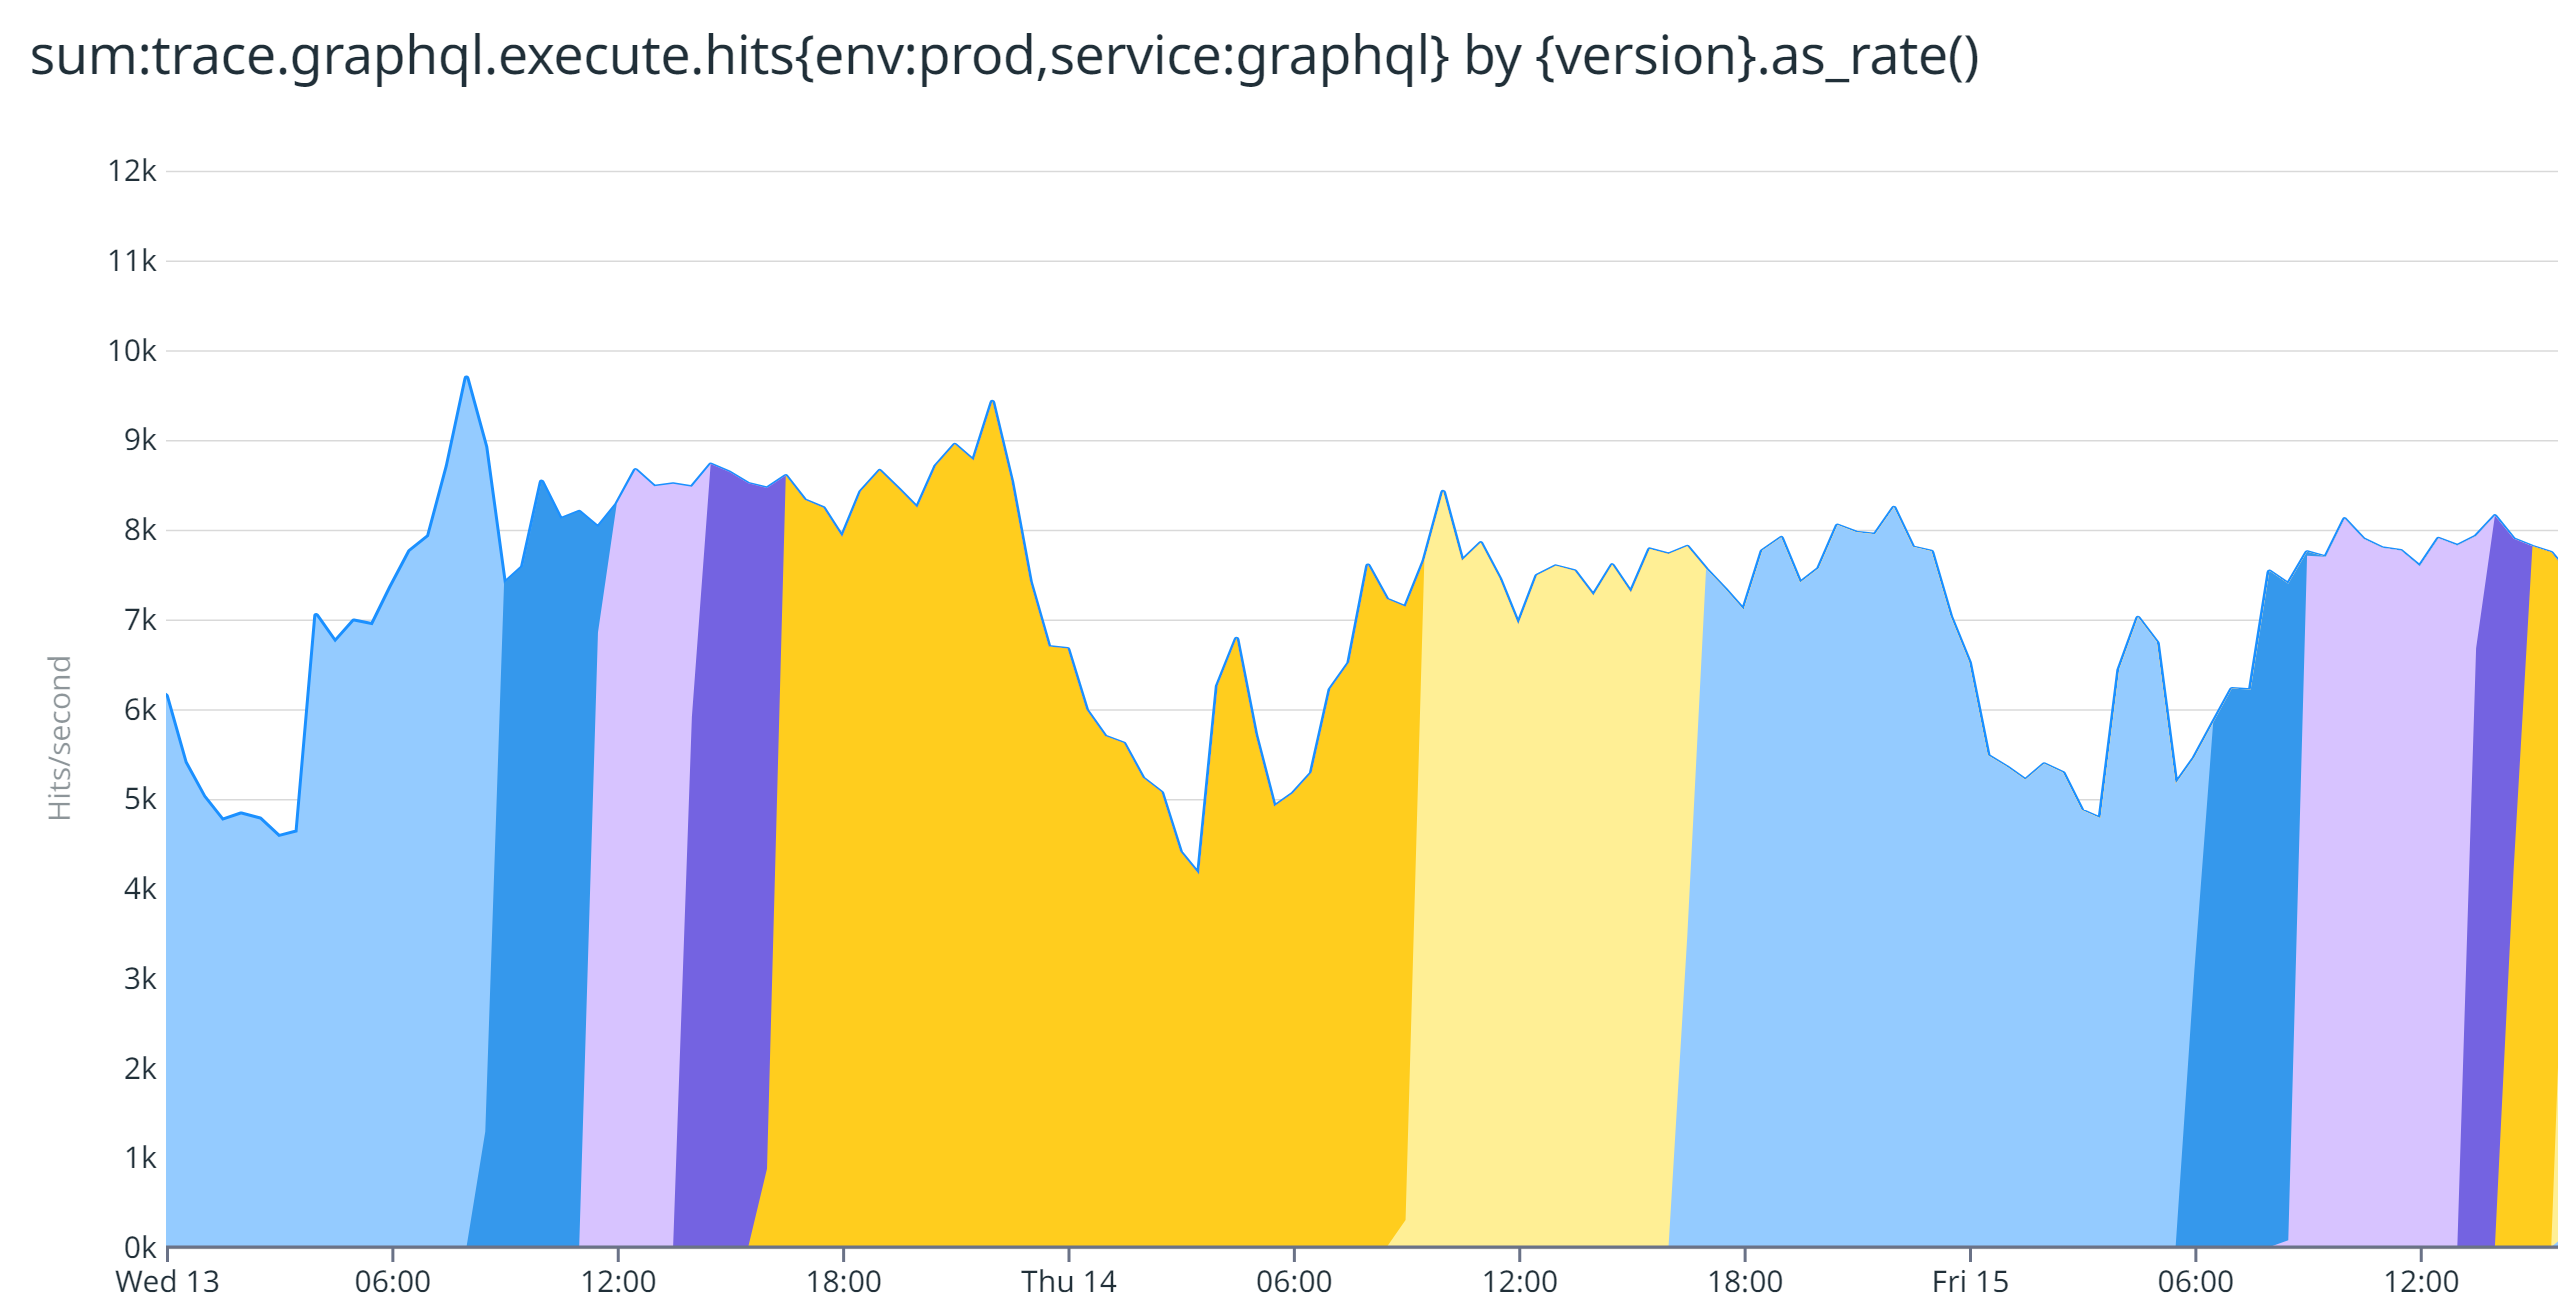 sum:trace.graphql.execute.hits{env:prod,service:graphql} by {version}.as_rate()
12k
11k
10k
9k
8k
7k
6k
5k
4k
3k
2k
1k
0k
Hits/second
Wed 13 06:00 12:00 18:00 Thu 14 06:00 12:00 18:00 Fri 15 06:00 12:00